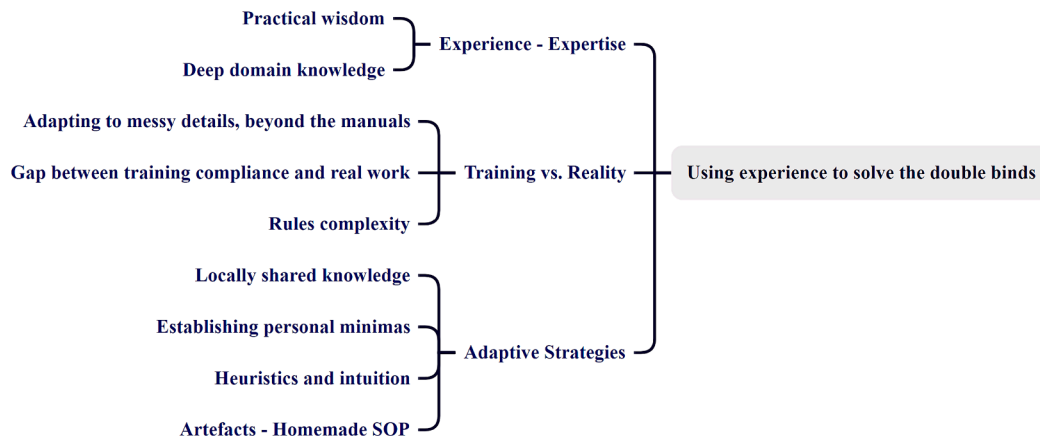 Practical wisdom
Experience - Expertise
Deep domain knowledge
Adapting to messy details, beyond the manuals
Gap between training compliance and real work
Training vs. Reality
Using experience to solve the double binds
Rules complexity
Locally shared knowledge
Establishing personal minimas
Adaptive Strategies
Heuristics and intuition
Artefacts - Homemade SOP